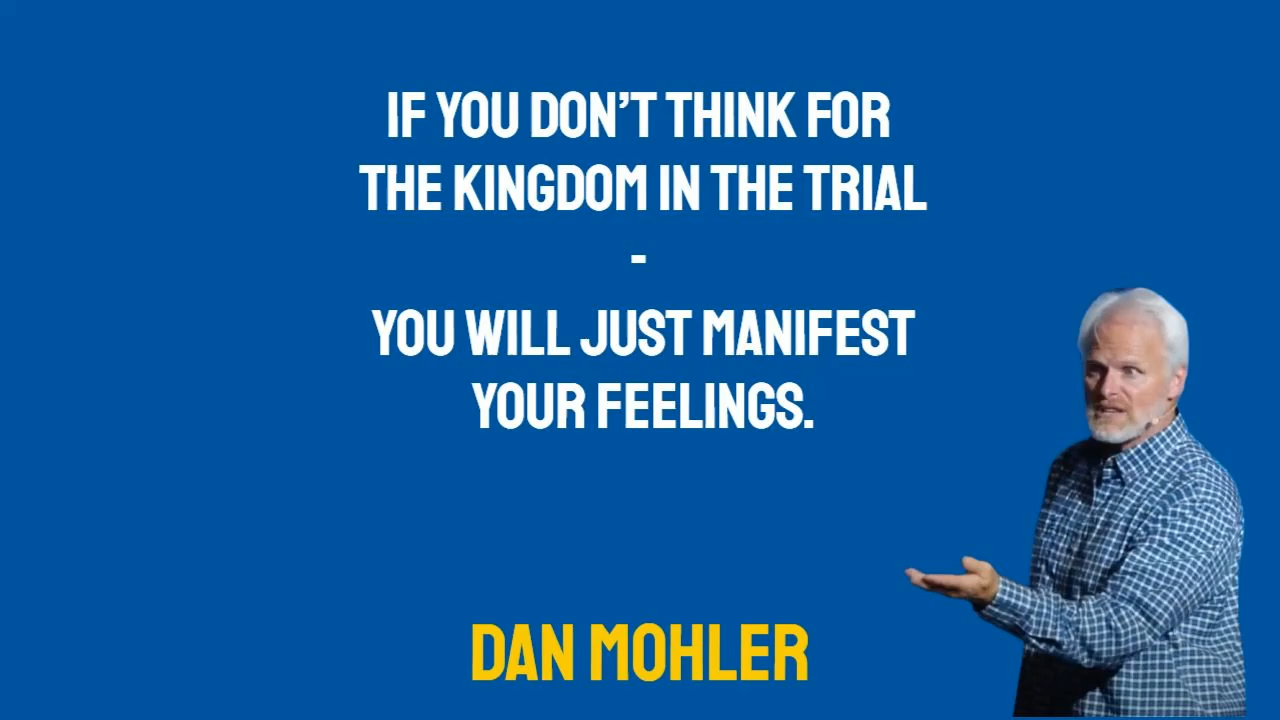 IF YOU DON’T THINK FOR
THE KINGDOM IN THE TRIAL
-
YOU WILL JUST MANIFEST
YOUR FEELINGS.
DAN MOHLER